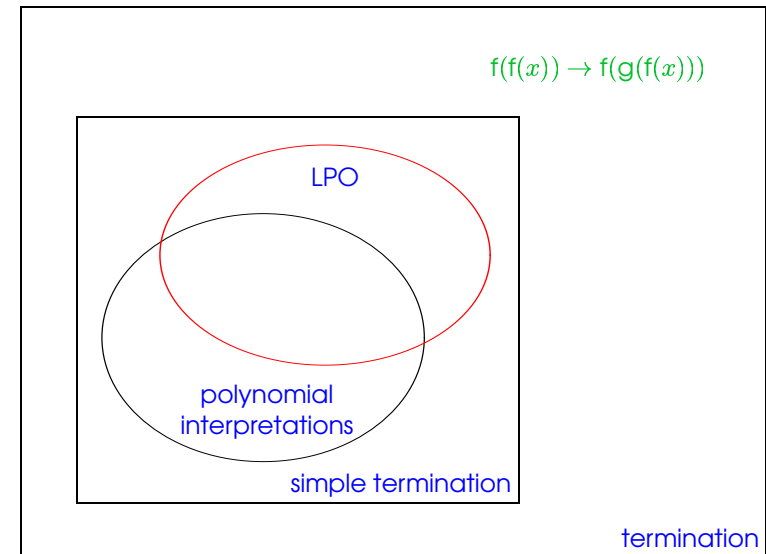 f(f(x)) → f(g(f(x)))
LPO
polynomial
interpretations
simple termination
termination